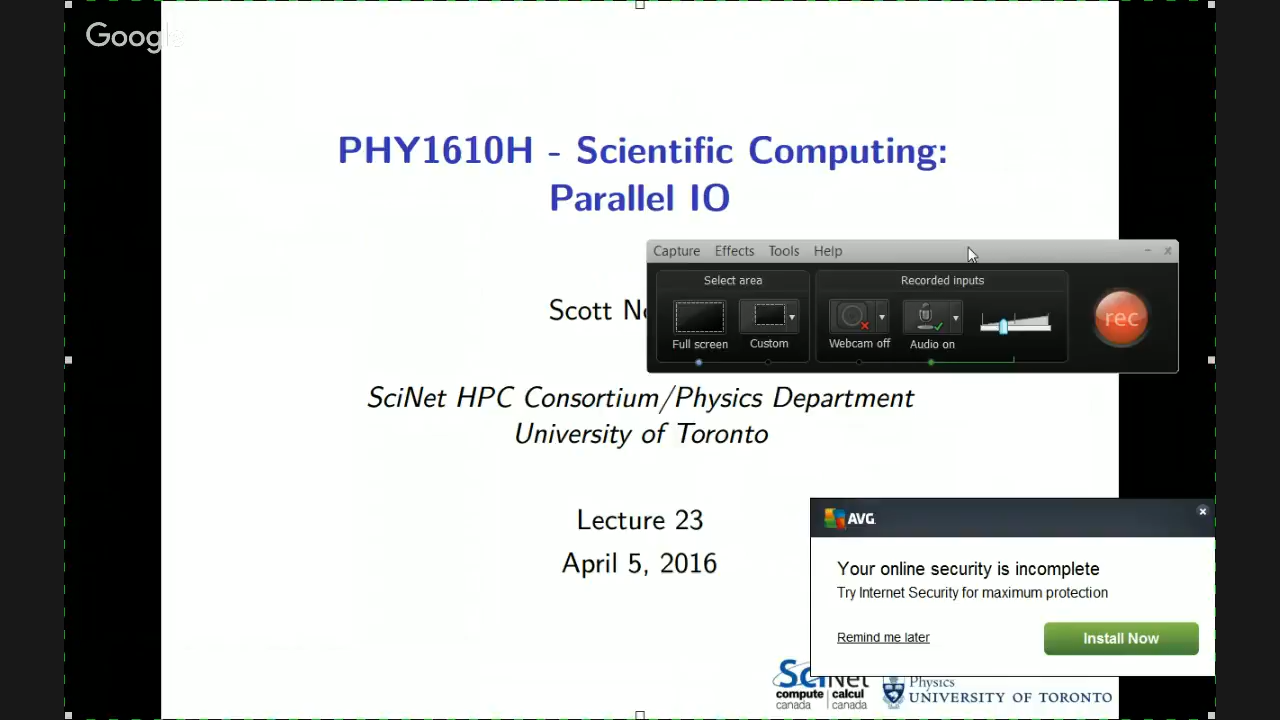 Google
PHY1610H - Scientific Computing:
Parallel IO
Capture Effects Tools Help
Select area
Recorded inputs
Full screen
Custom
Webcam off
Audio on
rec
Scott
SciNet HPC Consortium/Physics Department
University of Toronto
Lecture 23
April 5, 2016
AVG
Your online security is incomplete
Try Internet Security for maximum protection
Remind me later
Install Now
SciNet
compute calcul
canada canada
Physics
UNIVERSITY OF TORONTO